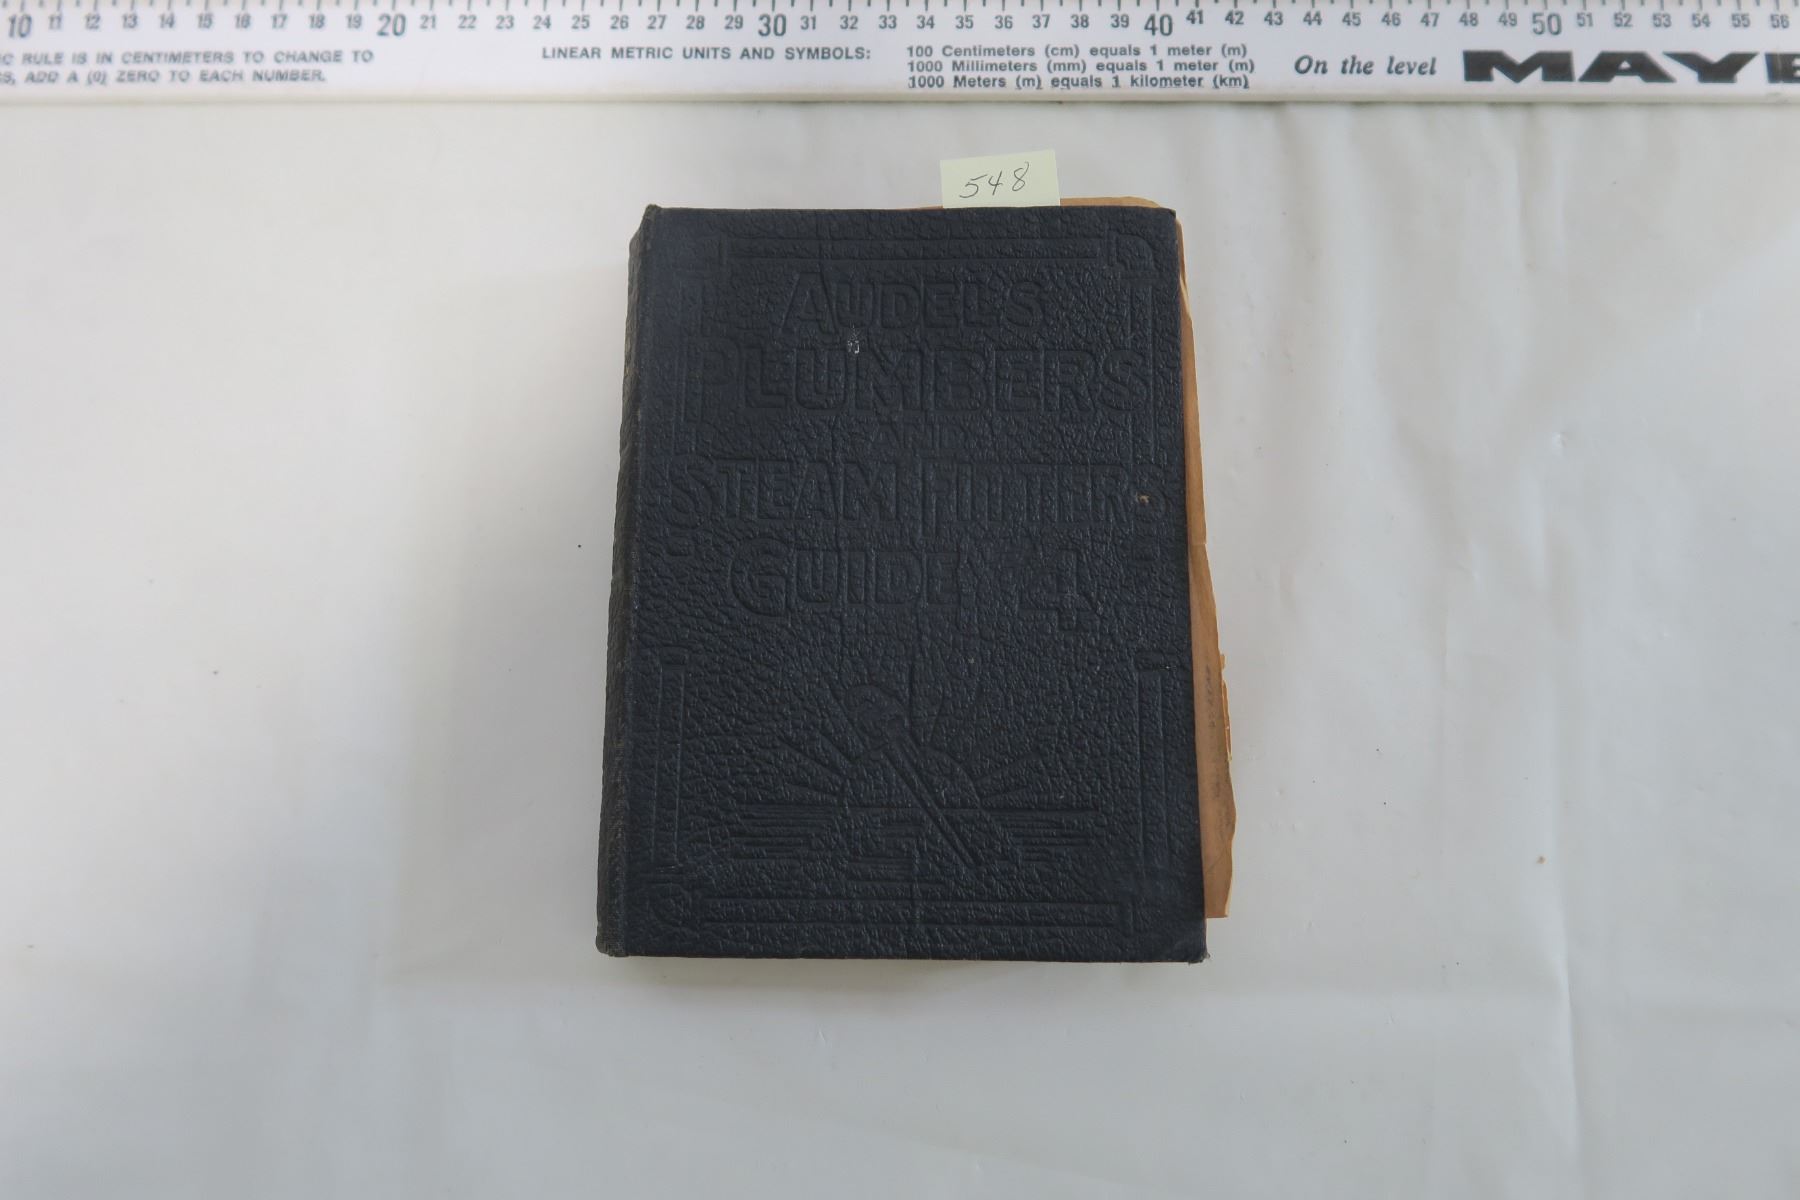 10 11 12 13 14 15 16 17 18 19 20 21 22 23 24 25 26 27 28 29 30 31 32 33 34 35 36 37 38 39 40 41 42 43 44 45 46 47 48 49 50 51 52 53 54 55 56
C RULE IS IN CENTIMETERS TO CHANGE TO
S, ADD A (0) ZERO TO EACH NUMBER.
LINEAR METRIC UNITS AND SYMBOLS:
100 Centimeters (cm) equals 1 meter (m)
1000 Millimeters (mm) equals 1 meter (m)
1000 Meters (m) equals 1 kilometer (km)
On the level
MAYE
548
AUDEL'S
PLUMBERS
AND
STEAM FITTERS
GUIDE 4